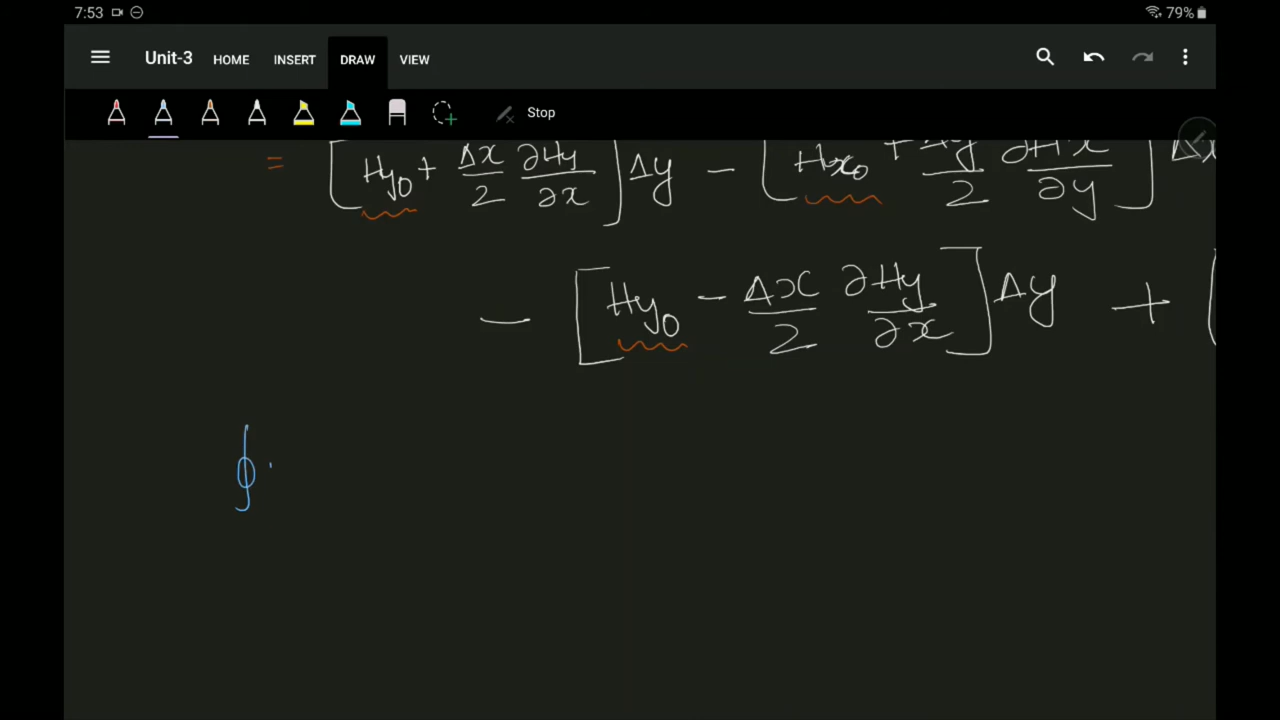 7:53 79%
Unit-3 HOME INSERT DRAW VIEW
Stop
= [Hy₀ + Δx/2 ∂Hy/∂x] Δy − [Hx₀ + Δy/2 ∂Hx/∂y] Δx
− [Hy₀ − Δx/2 ∂Hy/∂x] Δy + [
∮